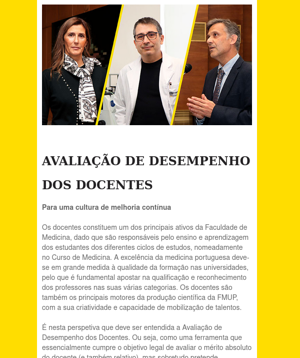 AVALIAÇÃO DE DESEMPENHO
DOS DOCENTES
Para uma cultura de melhoria contínua
Os docentes constituem um dos principais ativos da Faculdade de
Medicina, dado que são responsáveis pelo ensino e aprendizagem
dos estudantes dos diferentes ciclos de estudos, nomeadamente
no Curso de Medicina. A excelência da medicina portuguesa deve-
se em grande medida à qualidade da formação nas universidades,
pelo que é fundamental apostar na qualificação e reconhecimento
dos professores nas suas várias categorias. Os docentes são
também os principais motores da produção científica da FMUP,
com a sua criatividade e capacidade de mobilização de talentos.
É nesta perspetiva que deve ser entendida a Avaliação de
Desempenho dos Docentes. Ou seja, como uma ferramenta que
essencialmente cumpre o objetivo legal de avaliar o mérito absoluto
do docente (e também relativo), mas sobretudo pretende